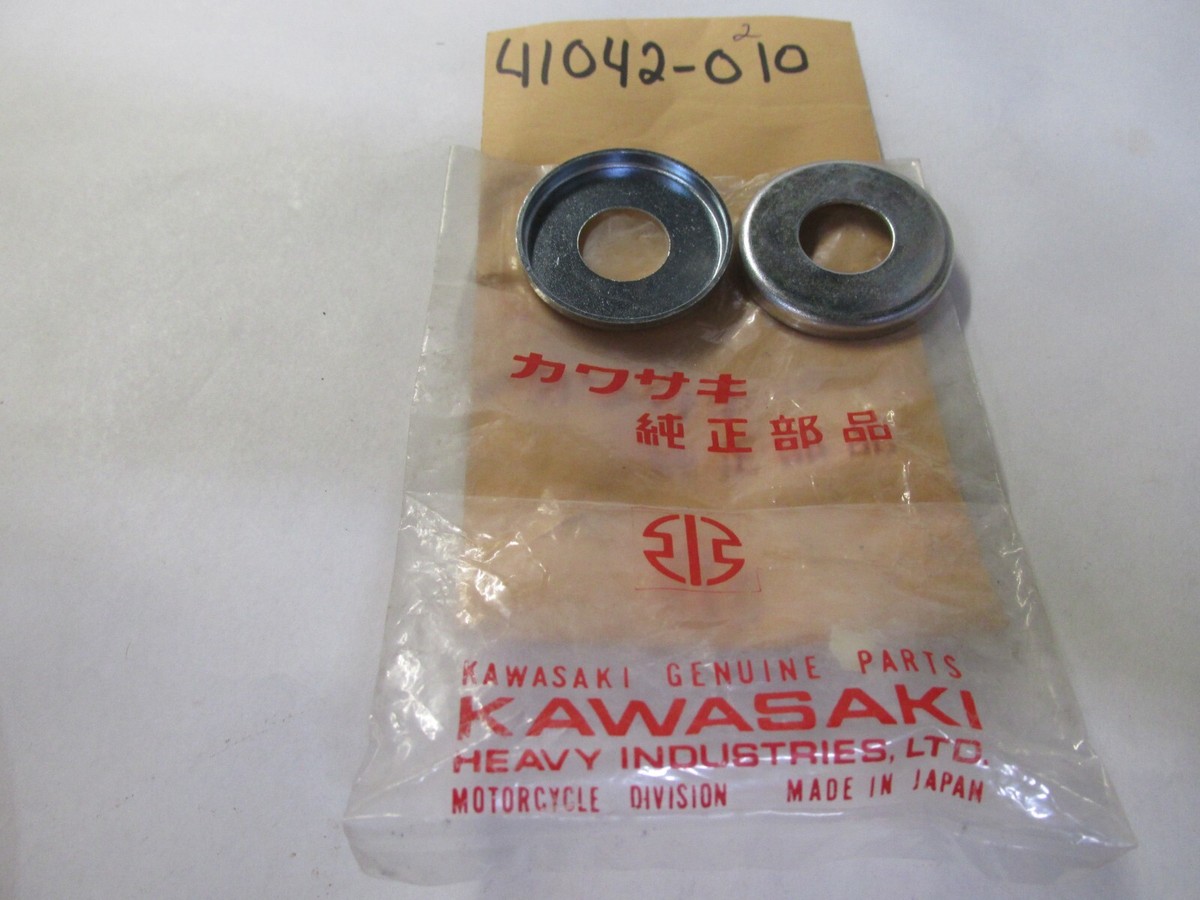 41042-010
2
カワサキ
純正部品
KAWASAKI GENUINE PARTS
KAWASAKI
HEAVY INDUSTRIES, LTD.
MOTORCYCLE DIVISION MADE IN JAPAN